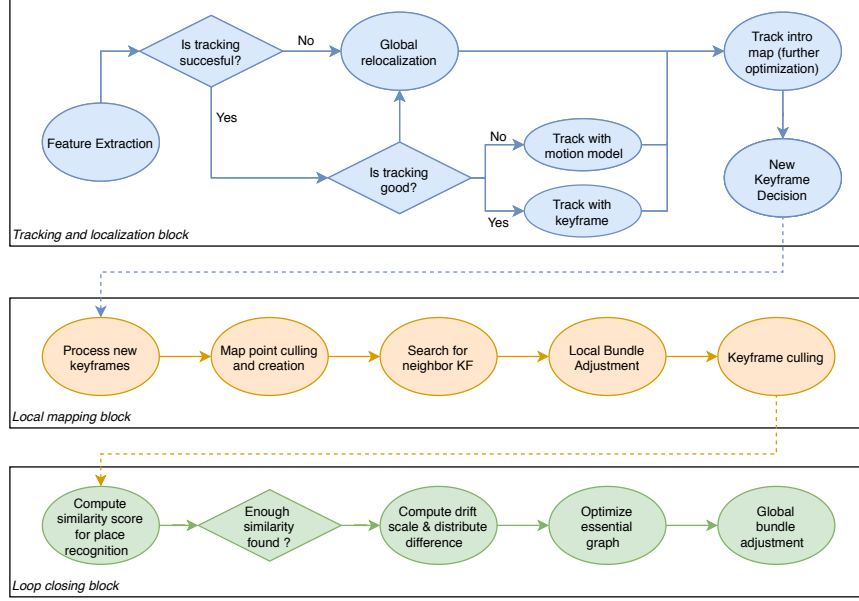 Is tracking
succesful?
No
Global
relocalization
Track intro
map (further
optimization)
Feature Extraction
Yes
Is tracking
good?
No
Track with
motion model
Yes
Track with
keyframe
New
Keyframe
Decision
Tracking and localization block
Process new
keyframes
Map point culling
and creation
Search for
neighbor KF
Local Bundle
Adjustment
Keyframe culling
Local mapping block
Compute
similarity score
for place
recognition
Enough
similarity
found ?
Compute drift
scale & distribute
difference
Optimize
essential
graph
Global
bundle
adjustment
Loop closing block